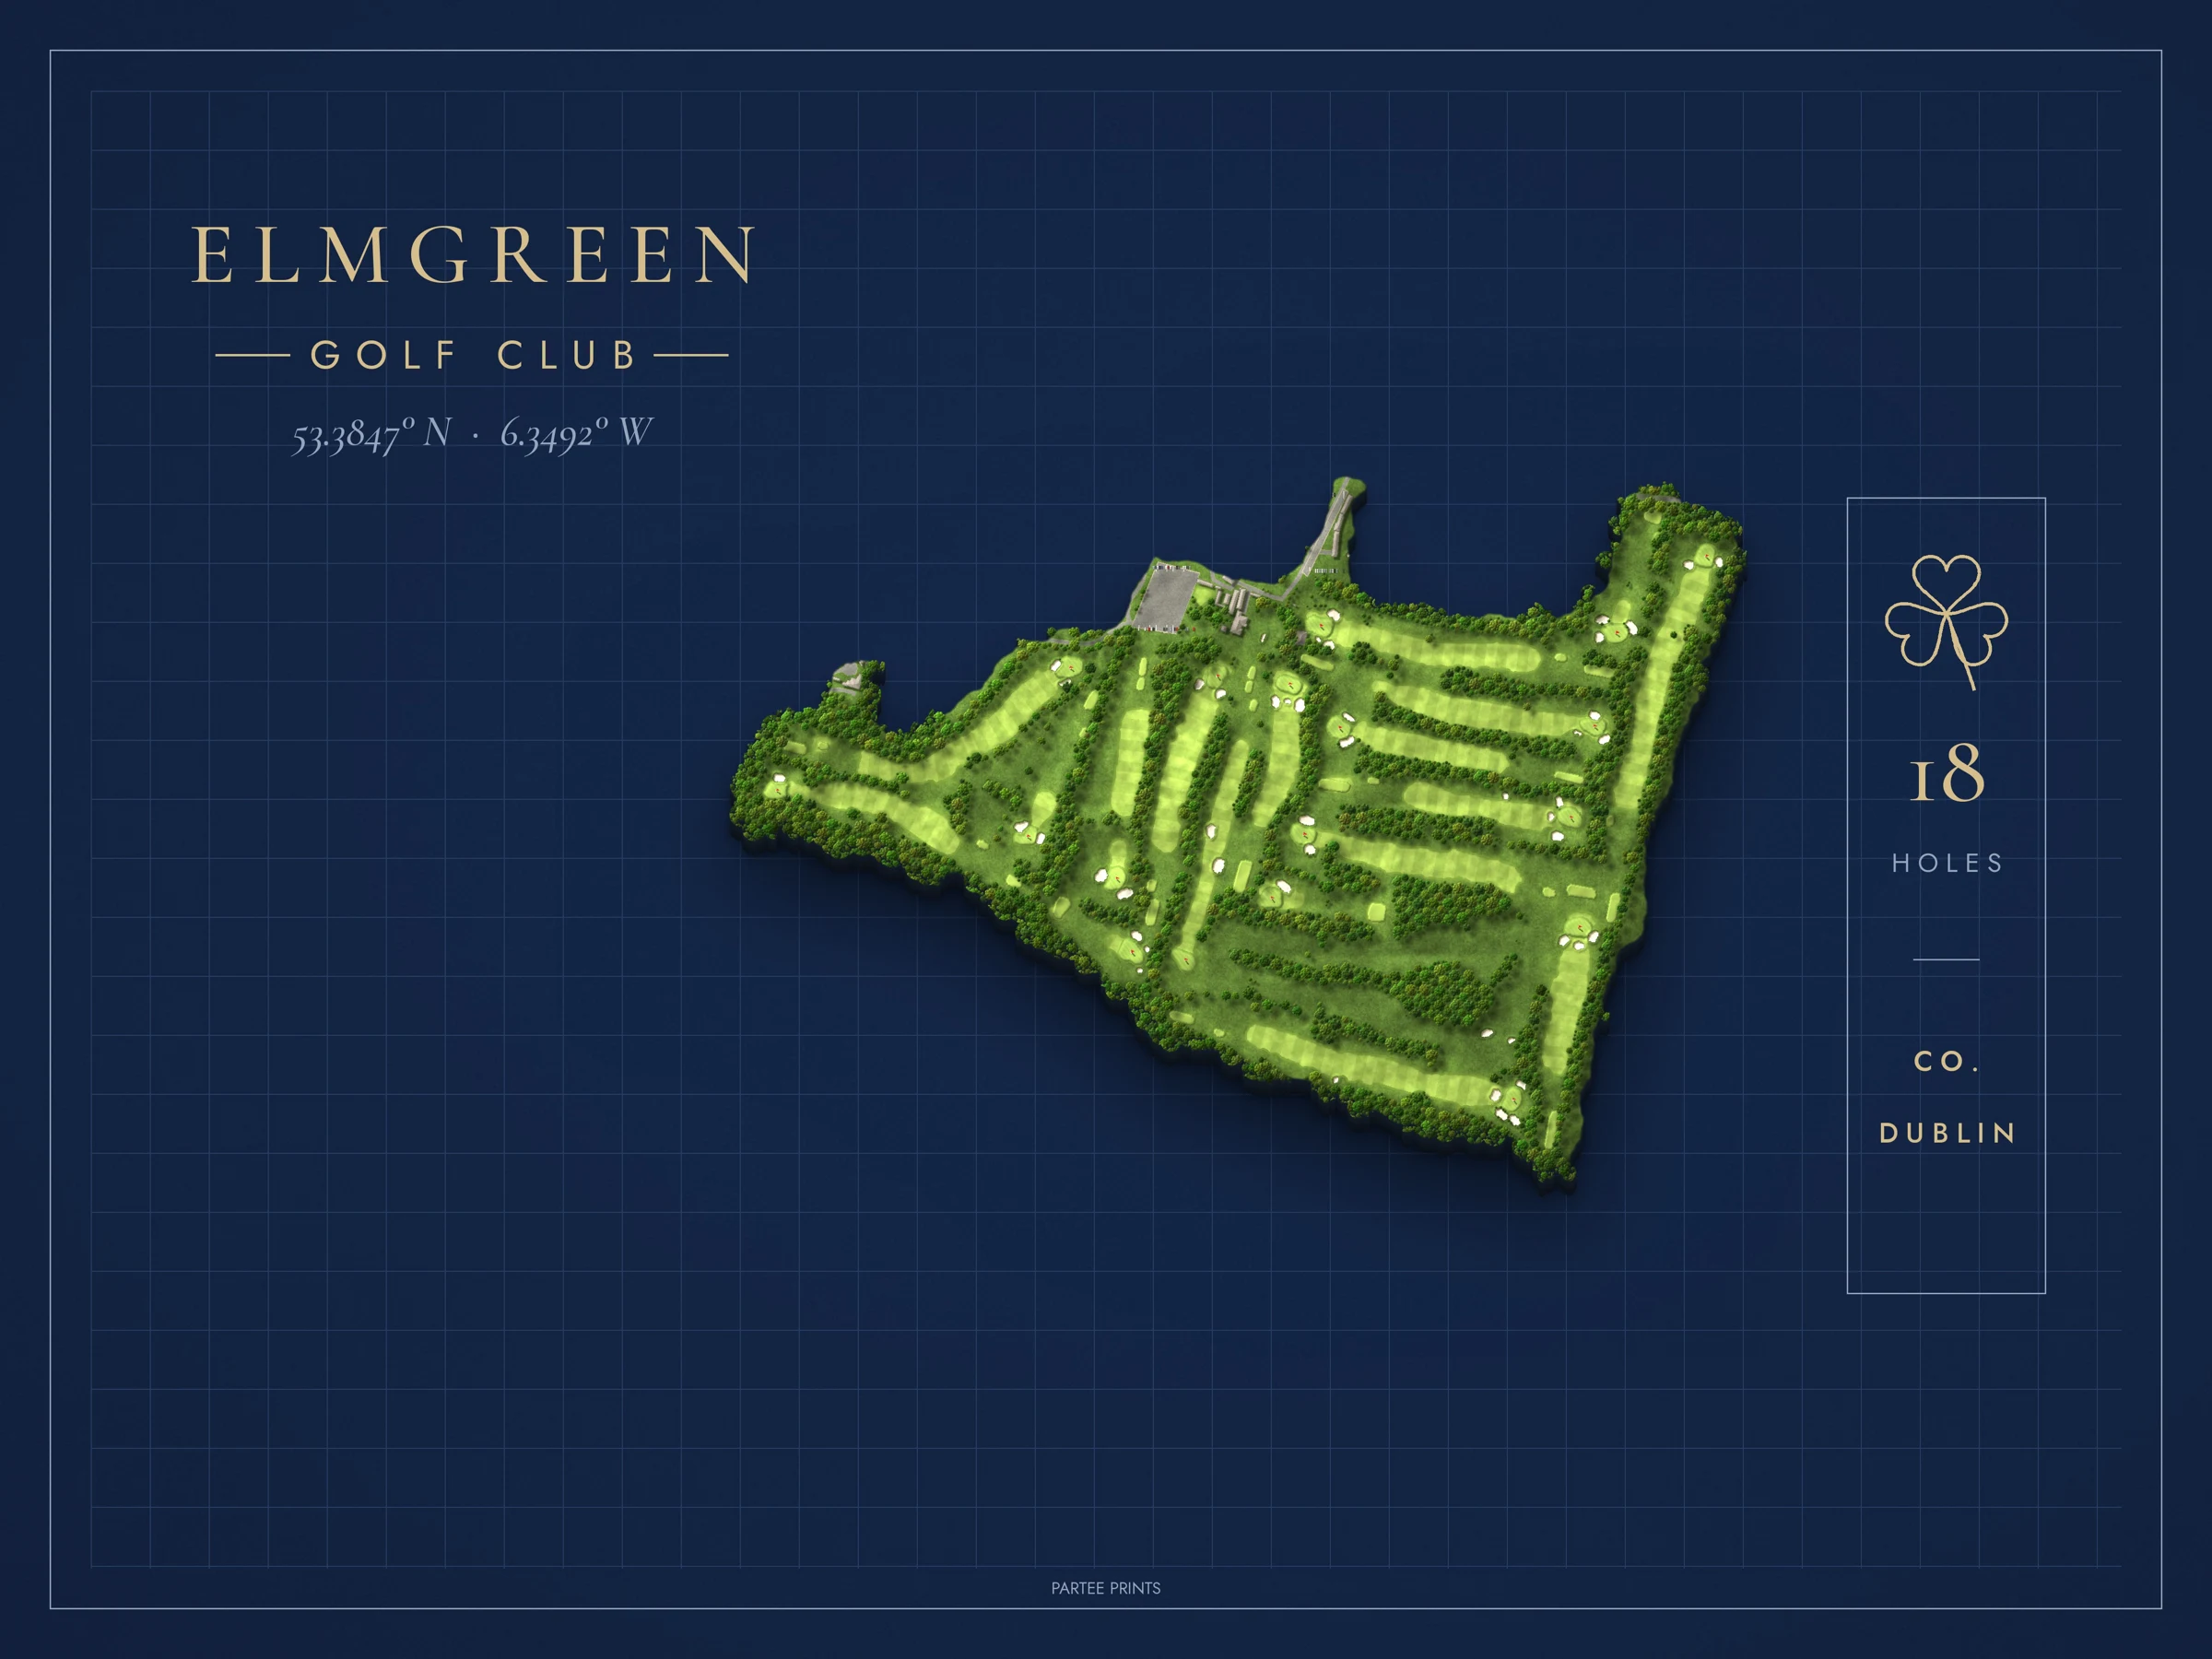 ELMGREEN
GOLF CLUB
53.3847° N · 6.3492° W
18
HOLES
CO.
DUBLIN
PARTEE PRINTS